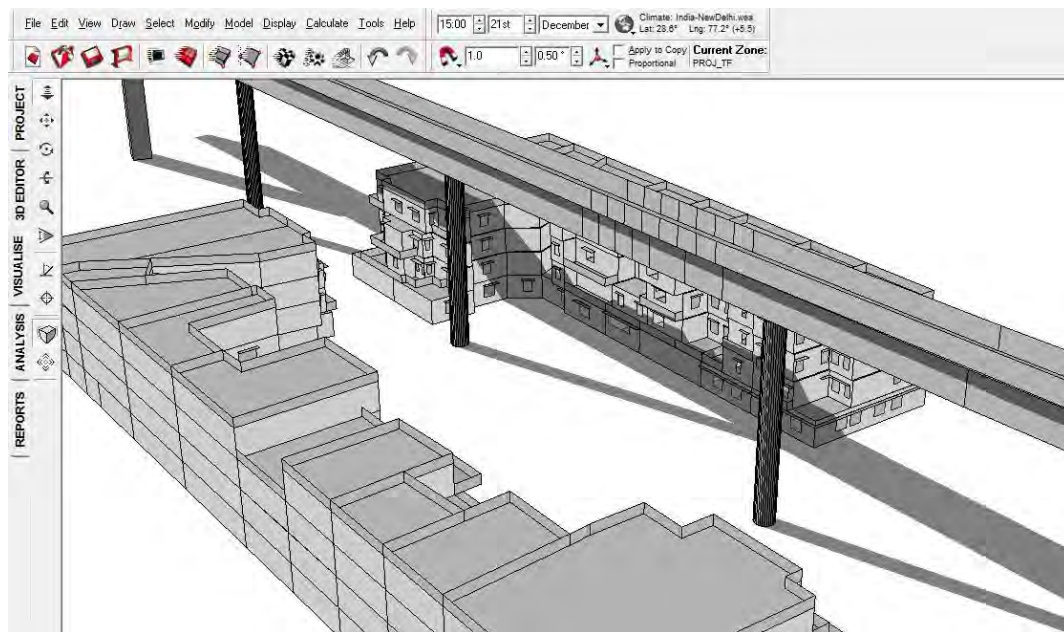 File Edit View Draw Select Modify Model Display Calculate Tools Help
15:00 21st December
Climate: India-NewDelhi.wea
Lat: 28.6° Lng: 77.2° (+5.5)
1.0 0.50° Apply to Copy Current Zone:
Proportional PROJ_TF
PROJECT
3D EDITOR
VISUALISE
ANALYSIS
REPORTS